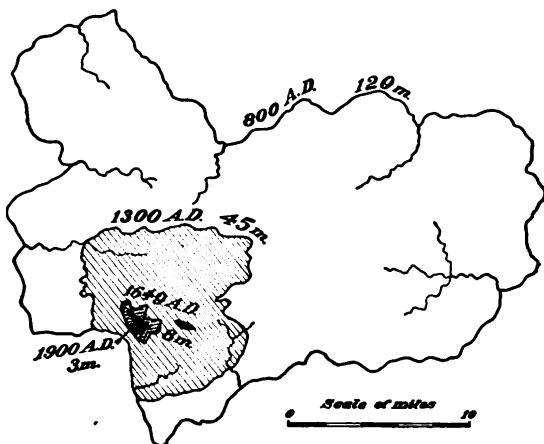 800 A.D. 120 m.
1300 A.D. 45 m.
1640 A.D.
8 m.
1900 A.D.
3 m.
Scale of miles
0 10